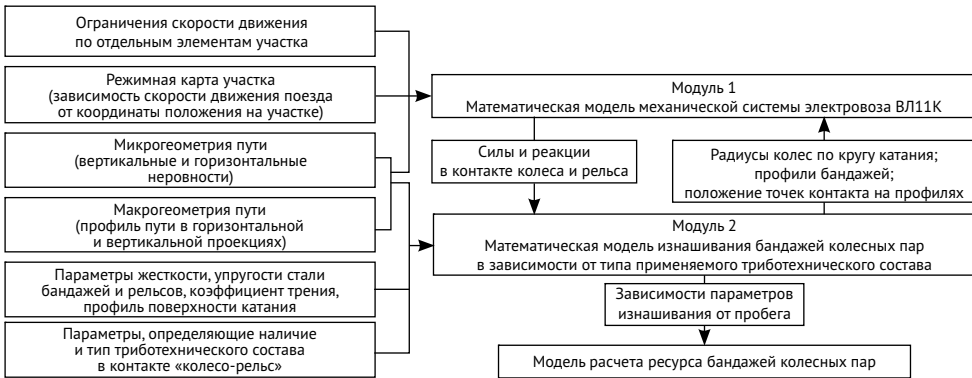 Ограничения скорости движения
по отдельным элементам участка
Режимная карта участка
(зависимость скорости движения поезда
от координаты положения на участке)
Микрогеометрия пути
(вертикальные и горизонтальные
неровности)
Макрогеометрия пути
(профиль пути в горизонтальной
и вертикальной проекциях)
Параметры жесткости, упругости стали
бандажей и рельсов, коэффициент трения,
профиль поверхности катания
Параметры, определяющие наличие
и тип триботехнического состава
в контакте «колесо-рельс»
Модуль 1
Математическая модель механической системы электровоза ВЛ11К
Силы и реакции
в контакте колеса и рельса
Радиусы колес по кругу катания;
профили бандажей;
положение точек контакта на профилях
Модуль 2
Математическая модель изнашивания бандажей колесных пар
в зависимости от типа применяемого триботехнического состава
Зависимости параметров
изнашивания от пробега
Модель расчета ресурса бандажей колесных пар